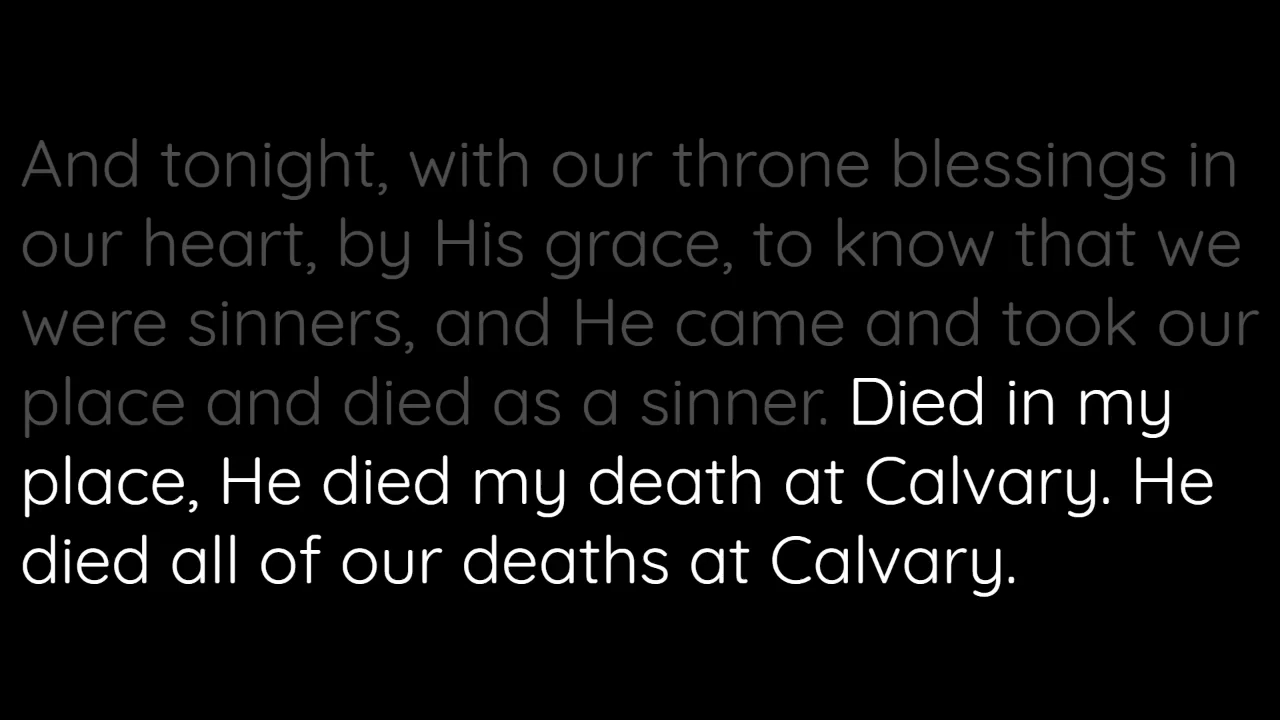 And tonight, with our throne blessings in
our heart, by His grace, to know that we
were sinners, and He came and took our
place and died as a sinner. Died in my
place, He died my death at Calvary. He
died all of our deaths at Calvary.